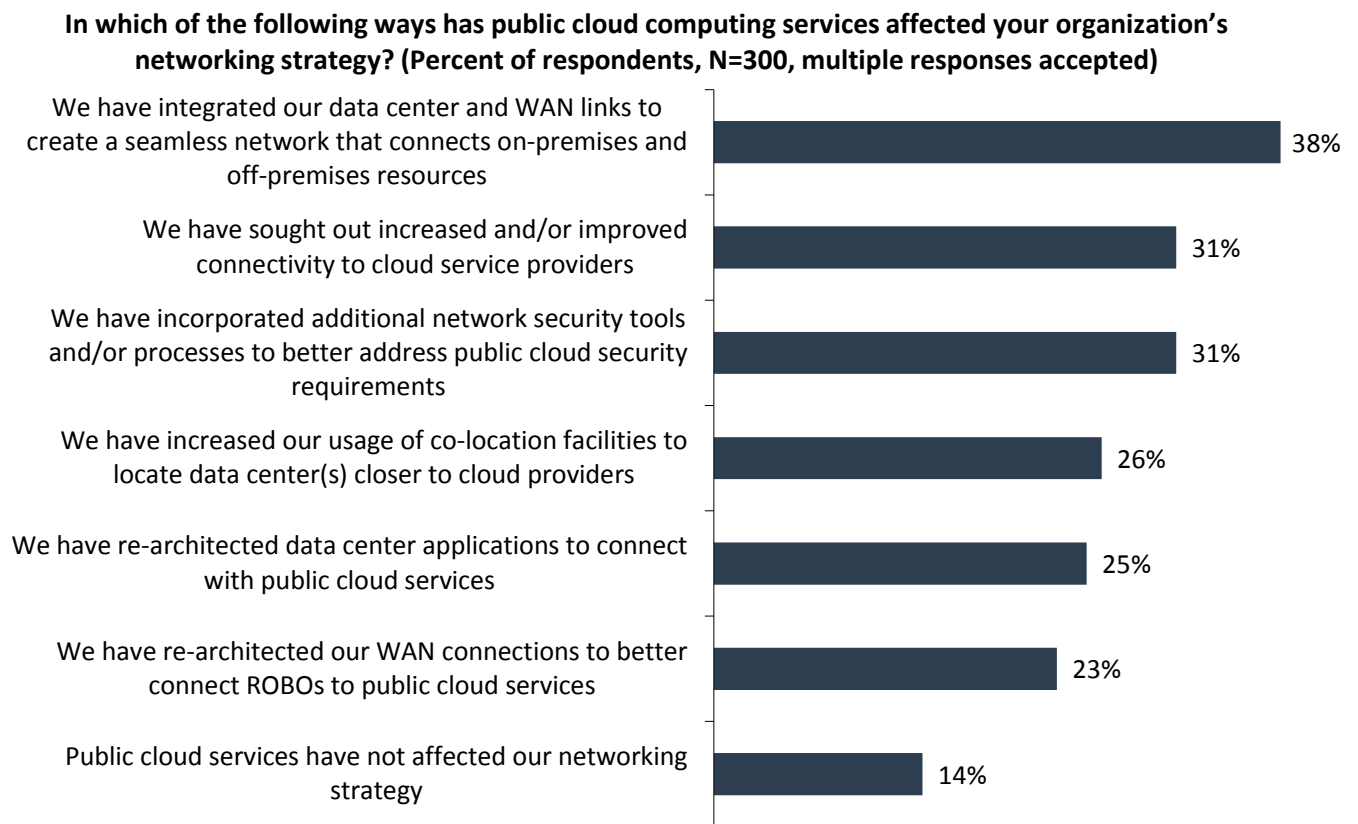 In which of the following ways has public cloud computing services affected your organization’s
networking strategy? (Percent of respondents, N=300, multiple responses accepted)
We have integrated our data center and WAN links to
create a seamless network that connects on-premises and
off-premises resources
38%
We have sought out increased and/or improved
connectivity to cloud service providers
31%
We have incorporated additional network security tools
and/or processes to better address public cloud security
requirements
31%
We have increased our usage of co-location facilities to
locate data center(s) closer to cloud providers
26%
We have re-architected data center applications to connect
with public cloud services
25%
We have re-architected our WAN connections to better
connect ROBOs to public cloud services
23%
Public cloud services have not affected our networking
strategy
14%